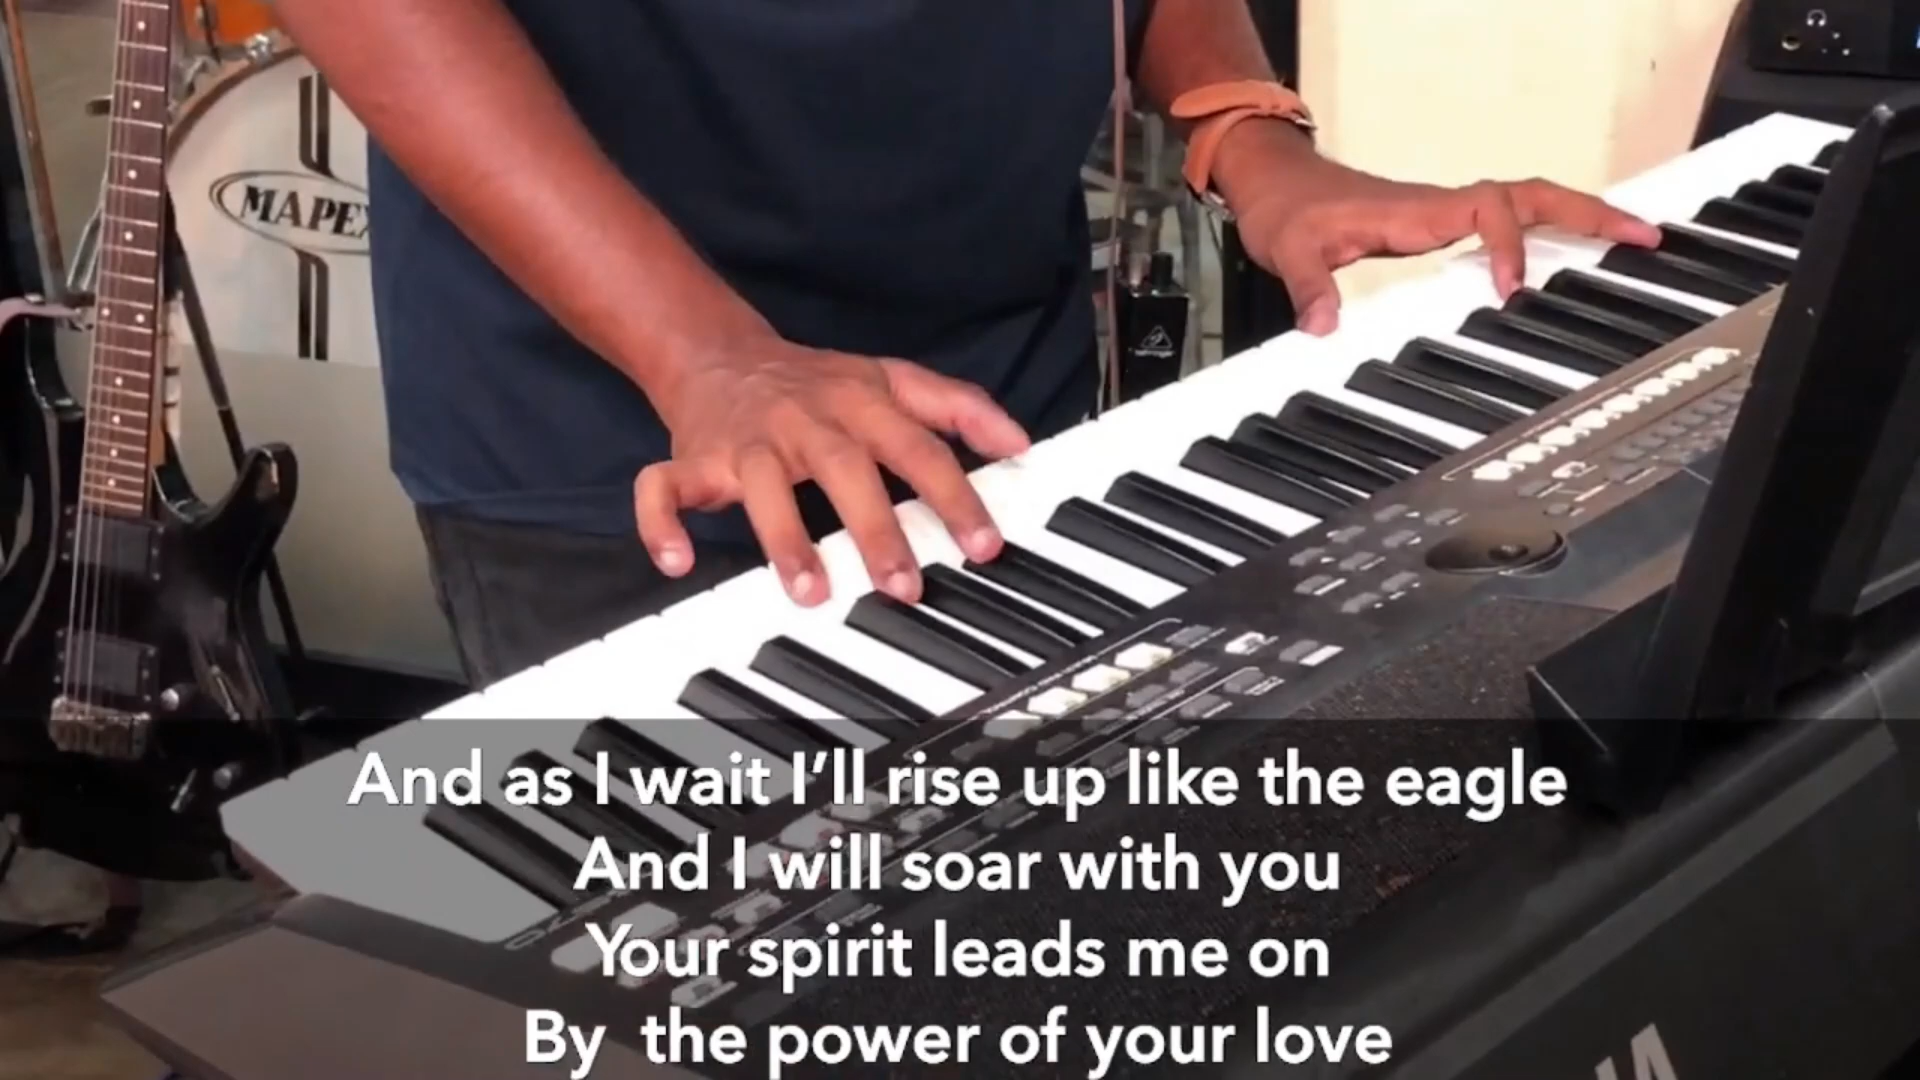 MAPEX
behringer
And as I wait I’ll rise up like the eagle
And I will soar with you
Your spirit leads me on
By the power of your love